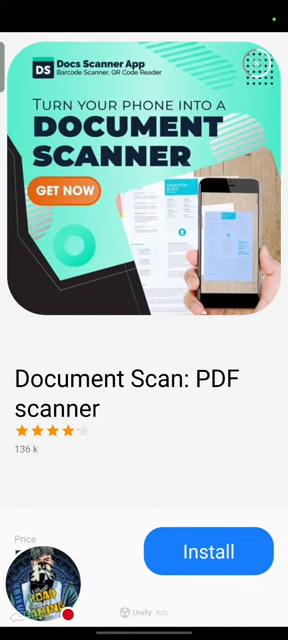 DS
Docs Scanner App
Barcode Scanner, QR Code Reader
TURN YOUR PHONE INTO A
DOCUMENT
SCANNER
GET NOW
Document Scan: PDF
scanner
136 k
Price
Install
ROAD
GAMING
Unity Ads